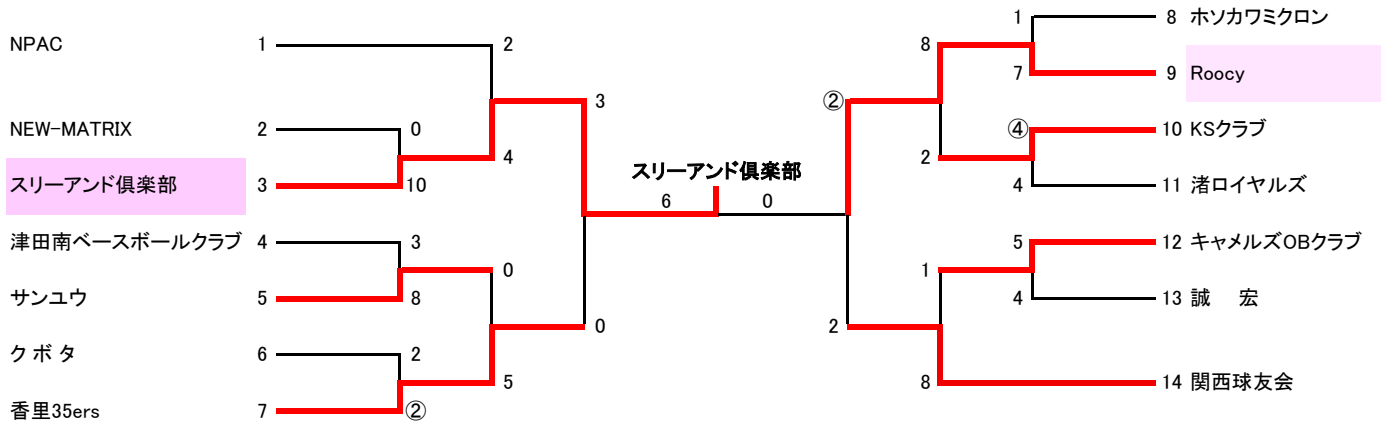 1 8 ホソカワミクロン
NPAC 1 2 8
7 9 Roocy
3 ②
NEW-MATRIX 2 0 ④ 10 KSクラブ
4 2
スリーアンド倶楽部
スリーアンド倶楽部 3 10 4 11 渚ロイヤルズ
6 0
津田南ベースボールクラブ 4 3 5 12 キャメルズOBクラブ
0 1
サンユウ 5 8 4 13 誠 宏
0 2
クボタ 6 2
5 8 14 関西球友会
香里35ers 7 ②